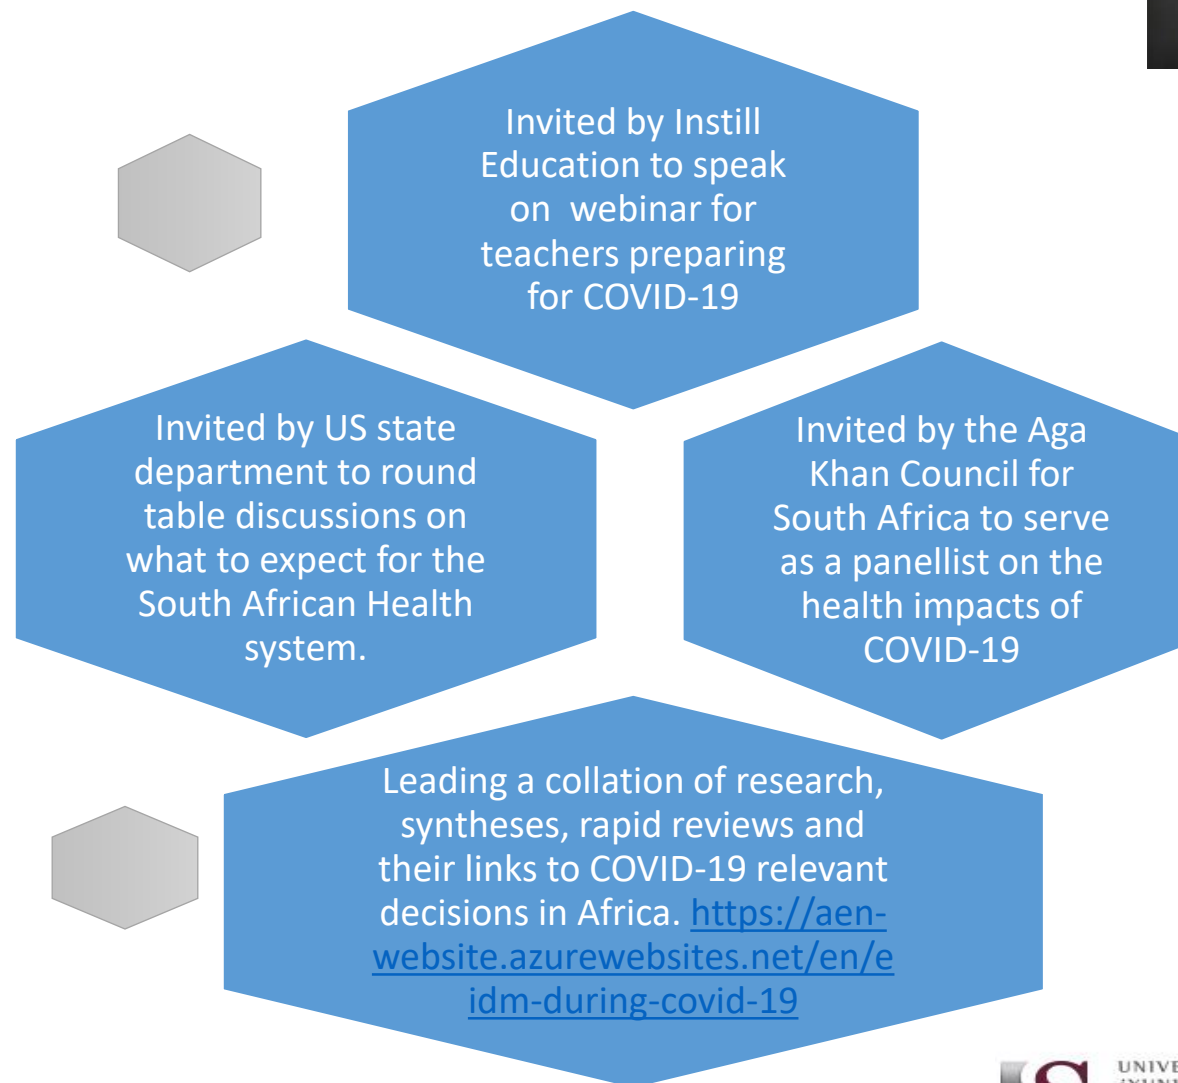 Invited by Instill
Education to speak
on  webinar for
teachers preparing
for COVID-19
Invited by US state
department to round
table discussions on
what to expect for the
South African Health
system.
Invited by the Aga
Khan Council for
South Africa to serve
as a panellist on the
health impacts of
COVID-19
Leading a collation of research,
syntheses, rapid reviews and
their links to COVID-19 relevant
decisions in Africa. https://aen-
website.azurewebsites.net/en/e
idm-during-covid-19
UNIVE